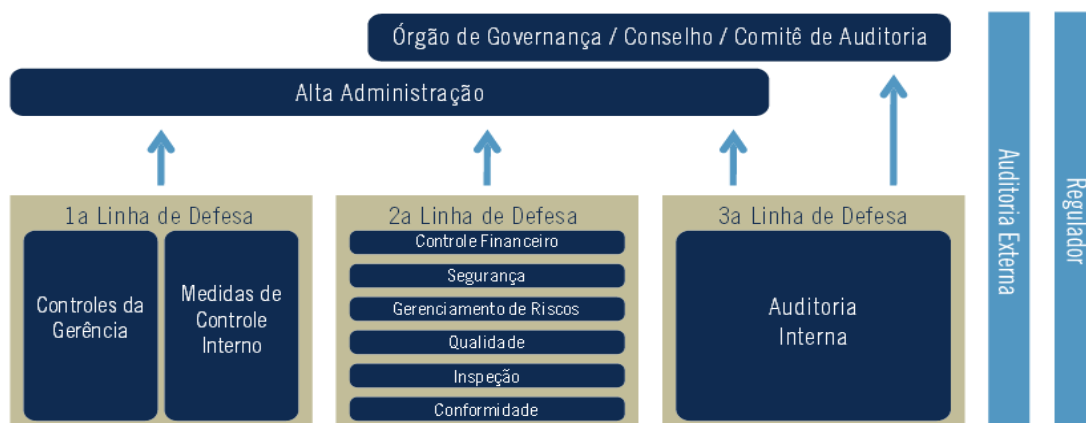 Órgão de Governança / Conselho / Comitê de Auditoria
Alta Administração
1a Linha de Defesa
Controles da
Gerência
Medidas de
Controle
Interno
2a Linha de Defesa
Controle Financeiro
Segurança
Gerenciamento de Riscos
Qualidade
Inspeção
Conformidade
3a Linha de Defesa
Auditoria
Interna
Auditoria Externa
Regulador